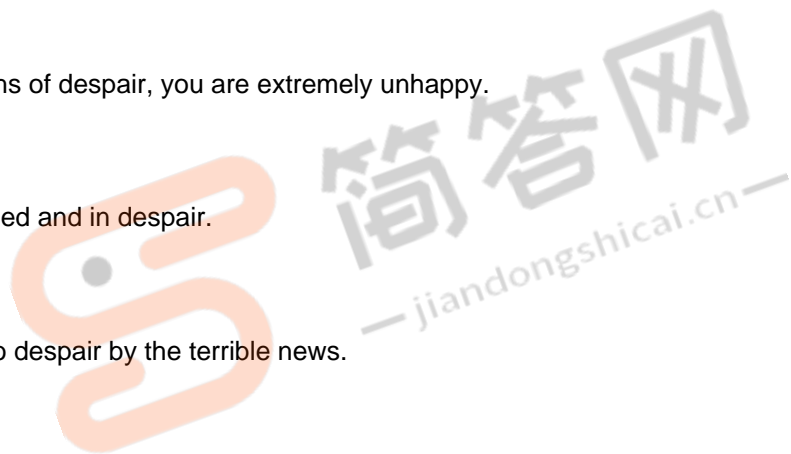 ns of despair, you are extremely unhappy.
简答网
ed and in despair.
jiandongshicai.cn
o despair by the terrible news.